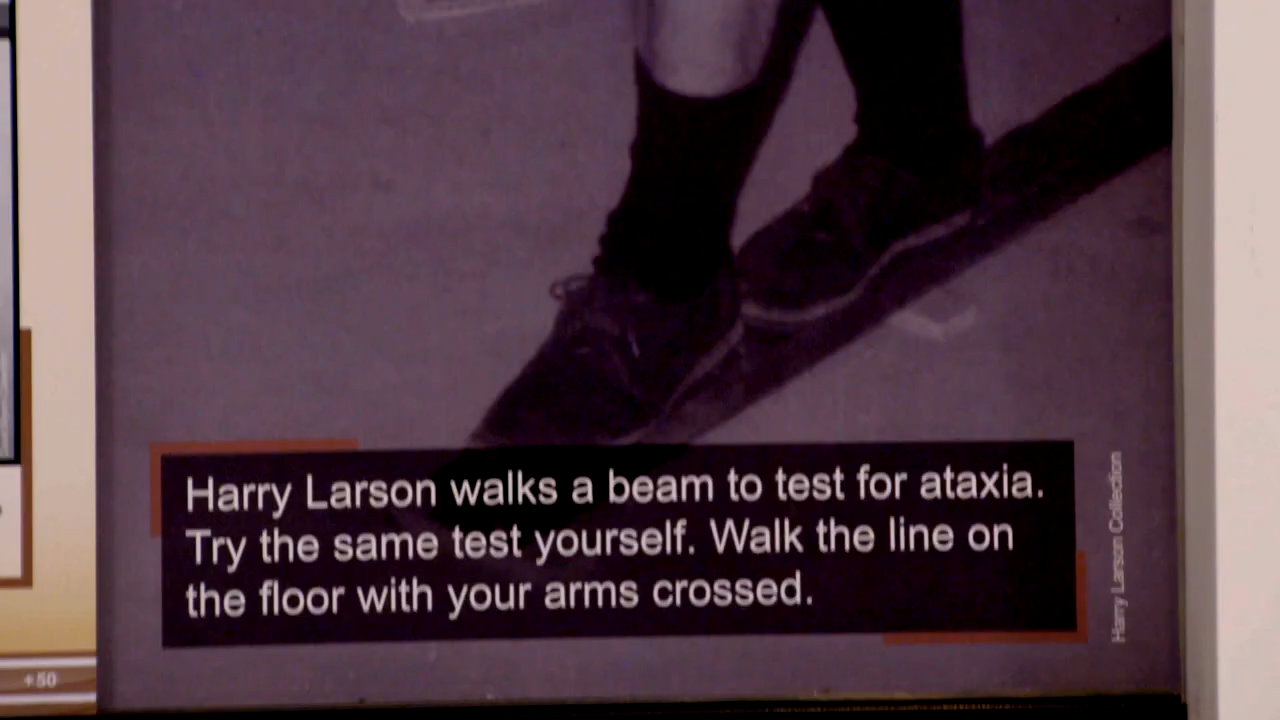 Harry Larson walks a beam to test for ataxia.
Try the same test yourself. Walk the line on
the floor with your arms crossed.
Harry Larson Collection
+50